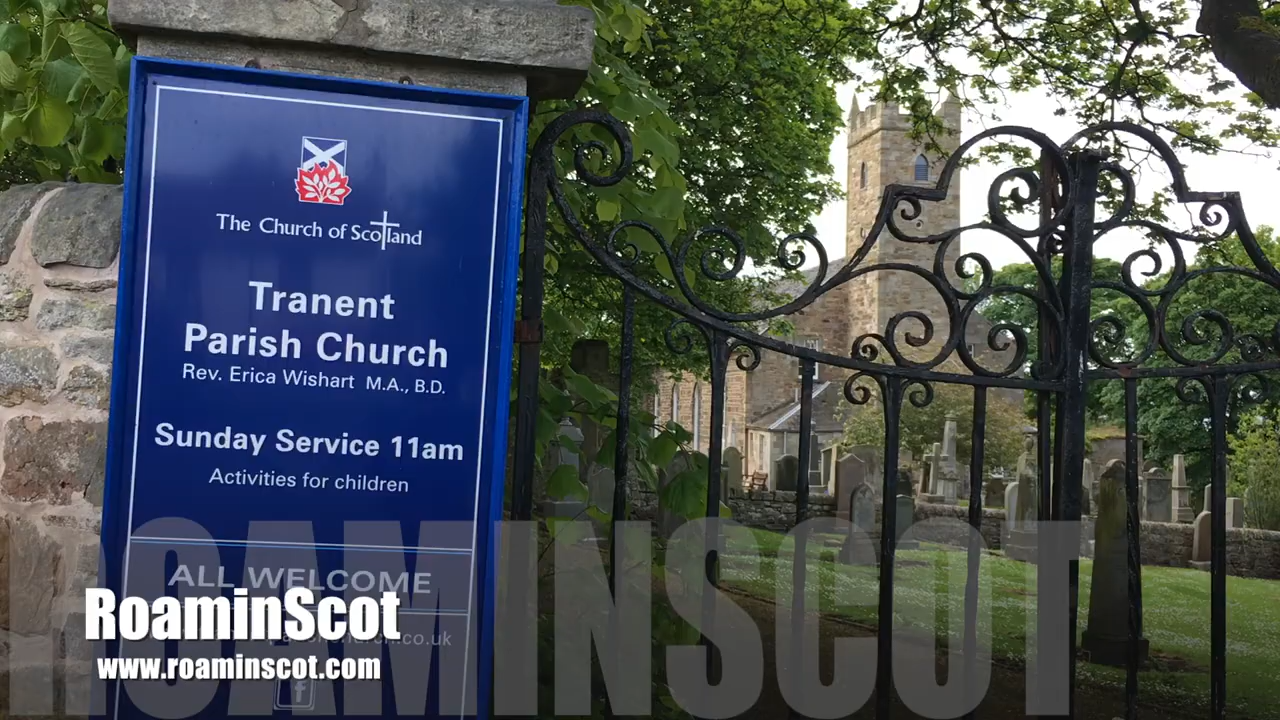 The Church of Scotland
Tranent
Parish Church
Rev. Erica Wishart M.A., B.D.
Sunday Service 11am
Activities for children
ALL WELCOME
ROAMINSCOT
RoaminScot
www.roaminscot.com